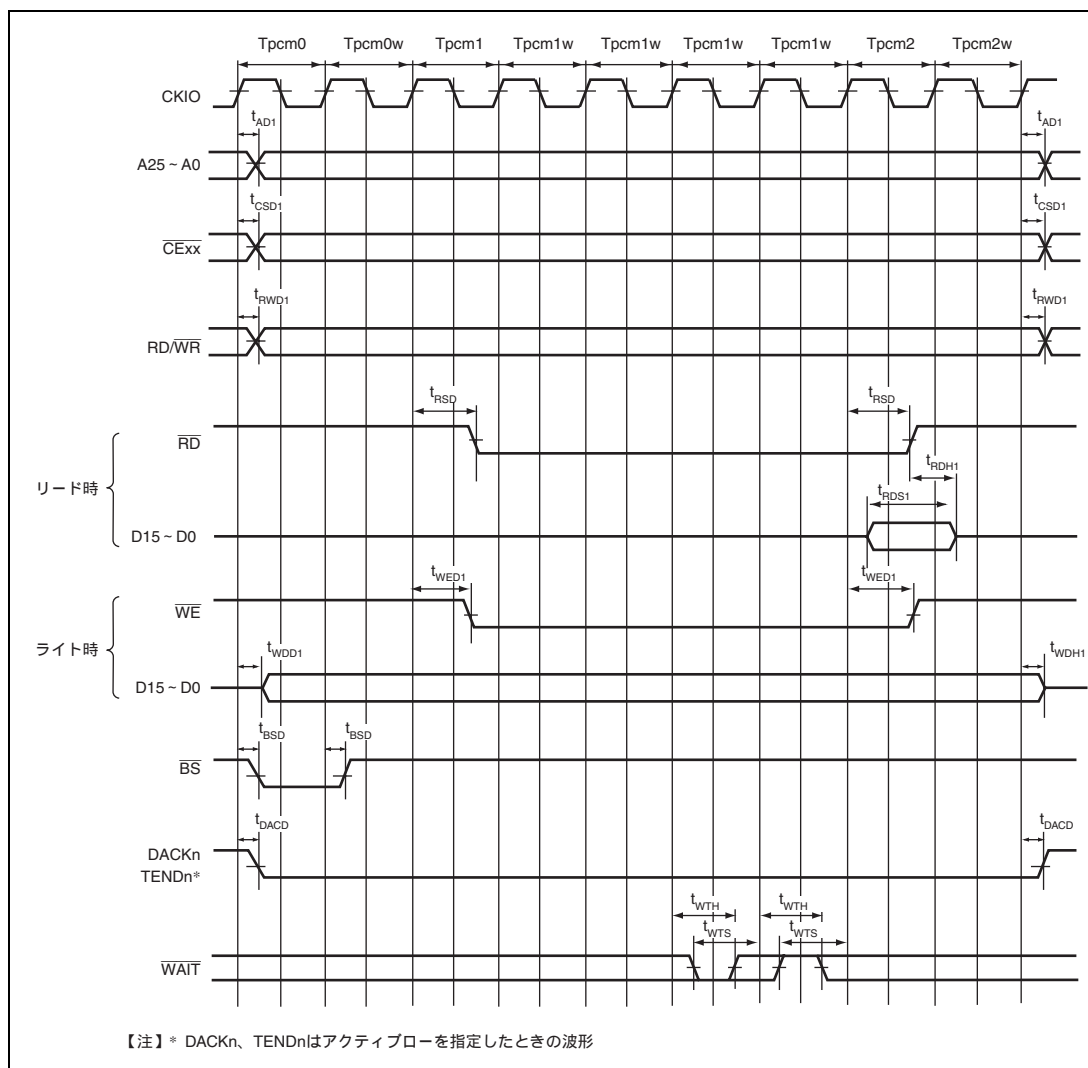 Tpcm0 Tpcm0w Tpcm1 Tpcm1w Tpcm1w Tpcm1w Tpcm1w Tpcm2 Tpcm2w
CKIO
tAD1 tAD1
A25 ~ A0
tCSD1 tCSD1
CExx
tRWD1 tRWD1
RD/WR
tRSD tRSD
RD
tRDH1
リード時
tRDS1
D15 ~ D0
tWED1 tWED1
WE
ライト時
tWDD1 tWDH1
D15 ~ D0
tBSD tBSD
BS
tDACD tDACD
DACKn
TENDn*
tWTH tWTH
tWTS tWTS
WAIT
【注】* DACKn、TENDnはアクティブローを指定したときの波形